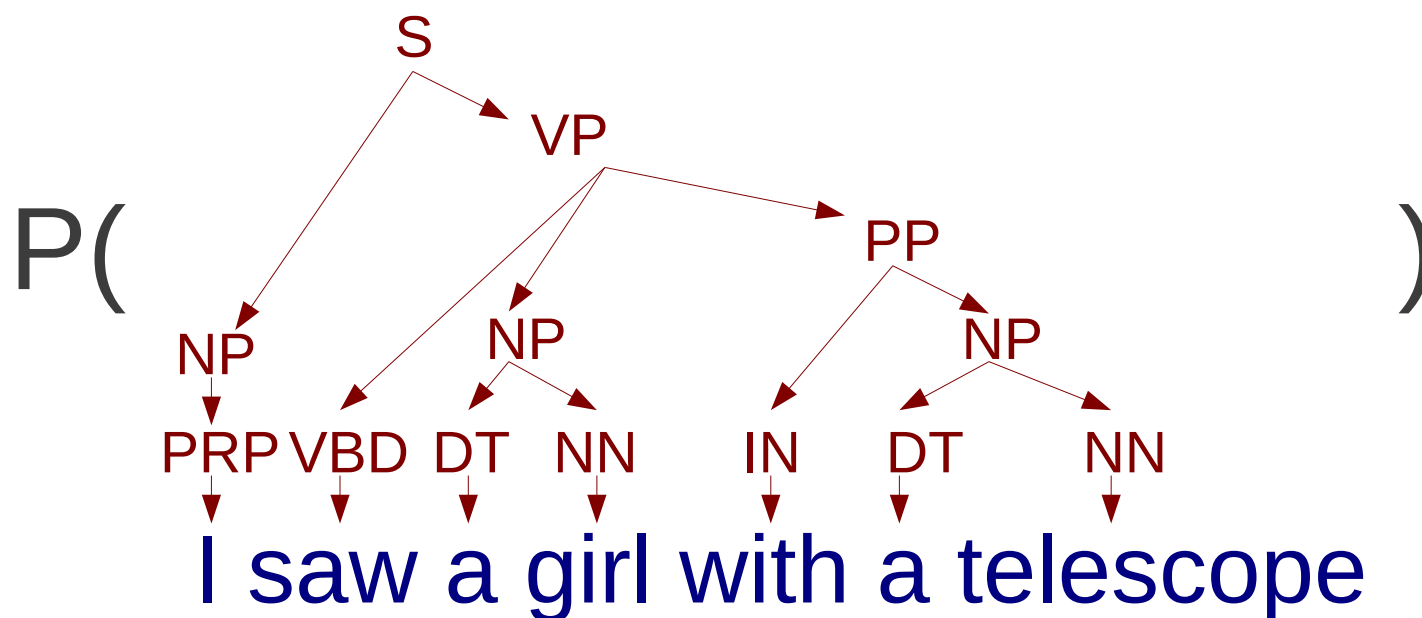 S
VP
P( )
PP
NP NP NP
PRP VBD DT NN IN DT NN
I saw a girl with a telescope